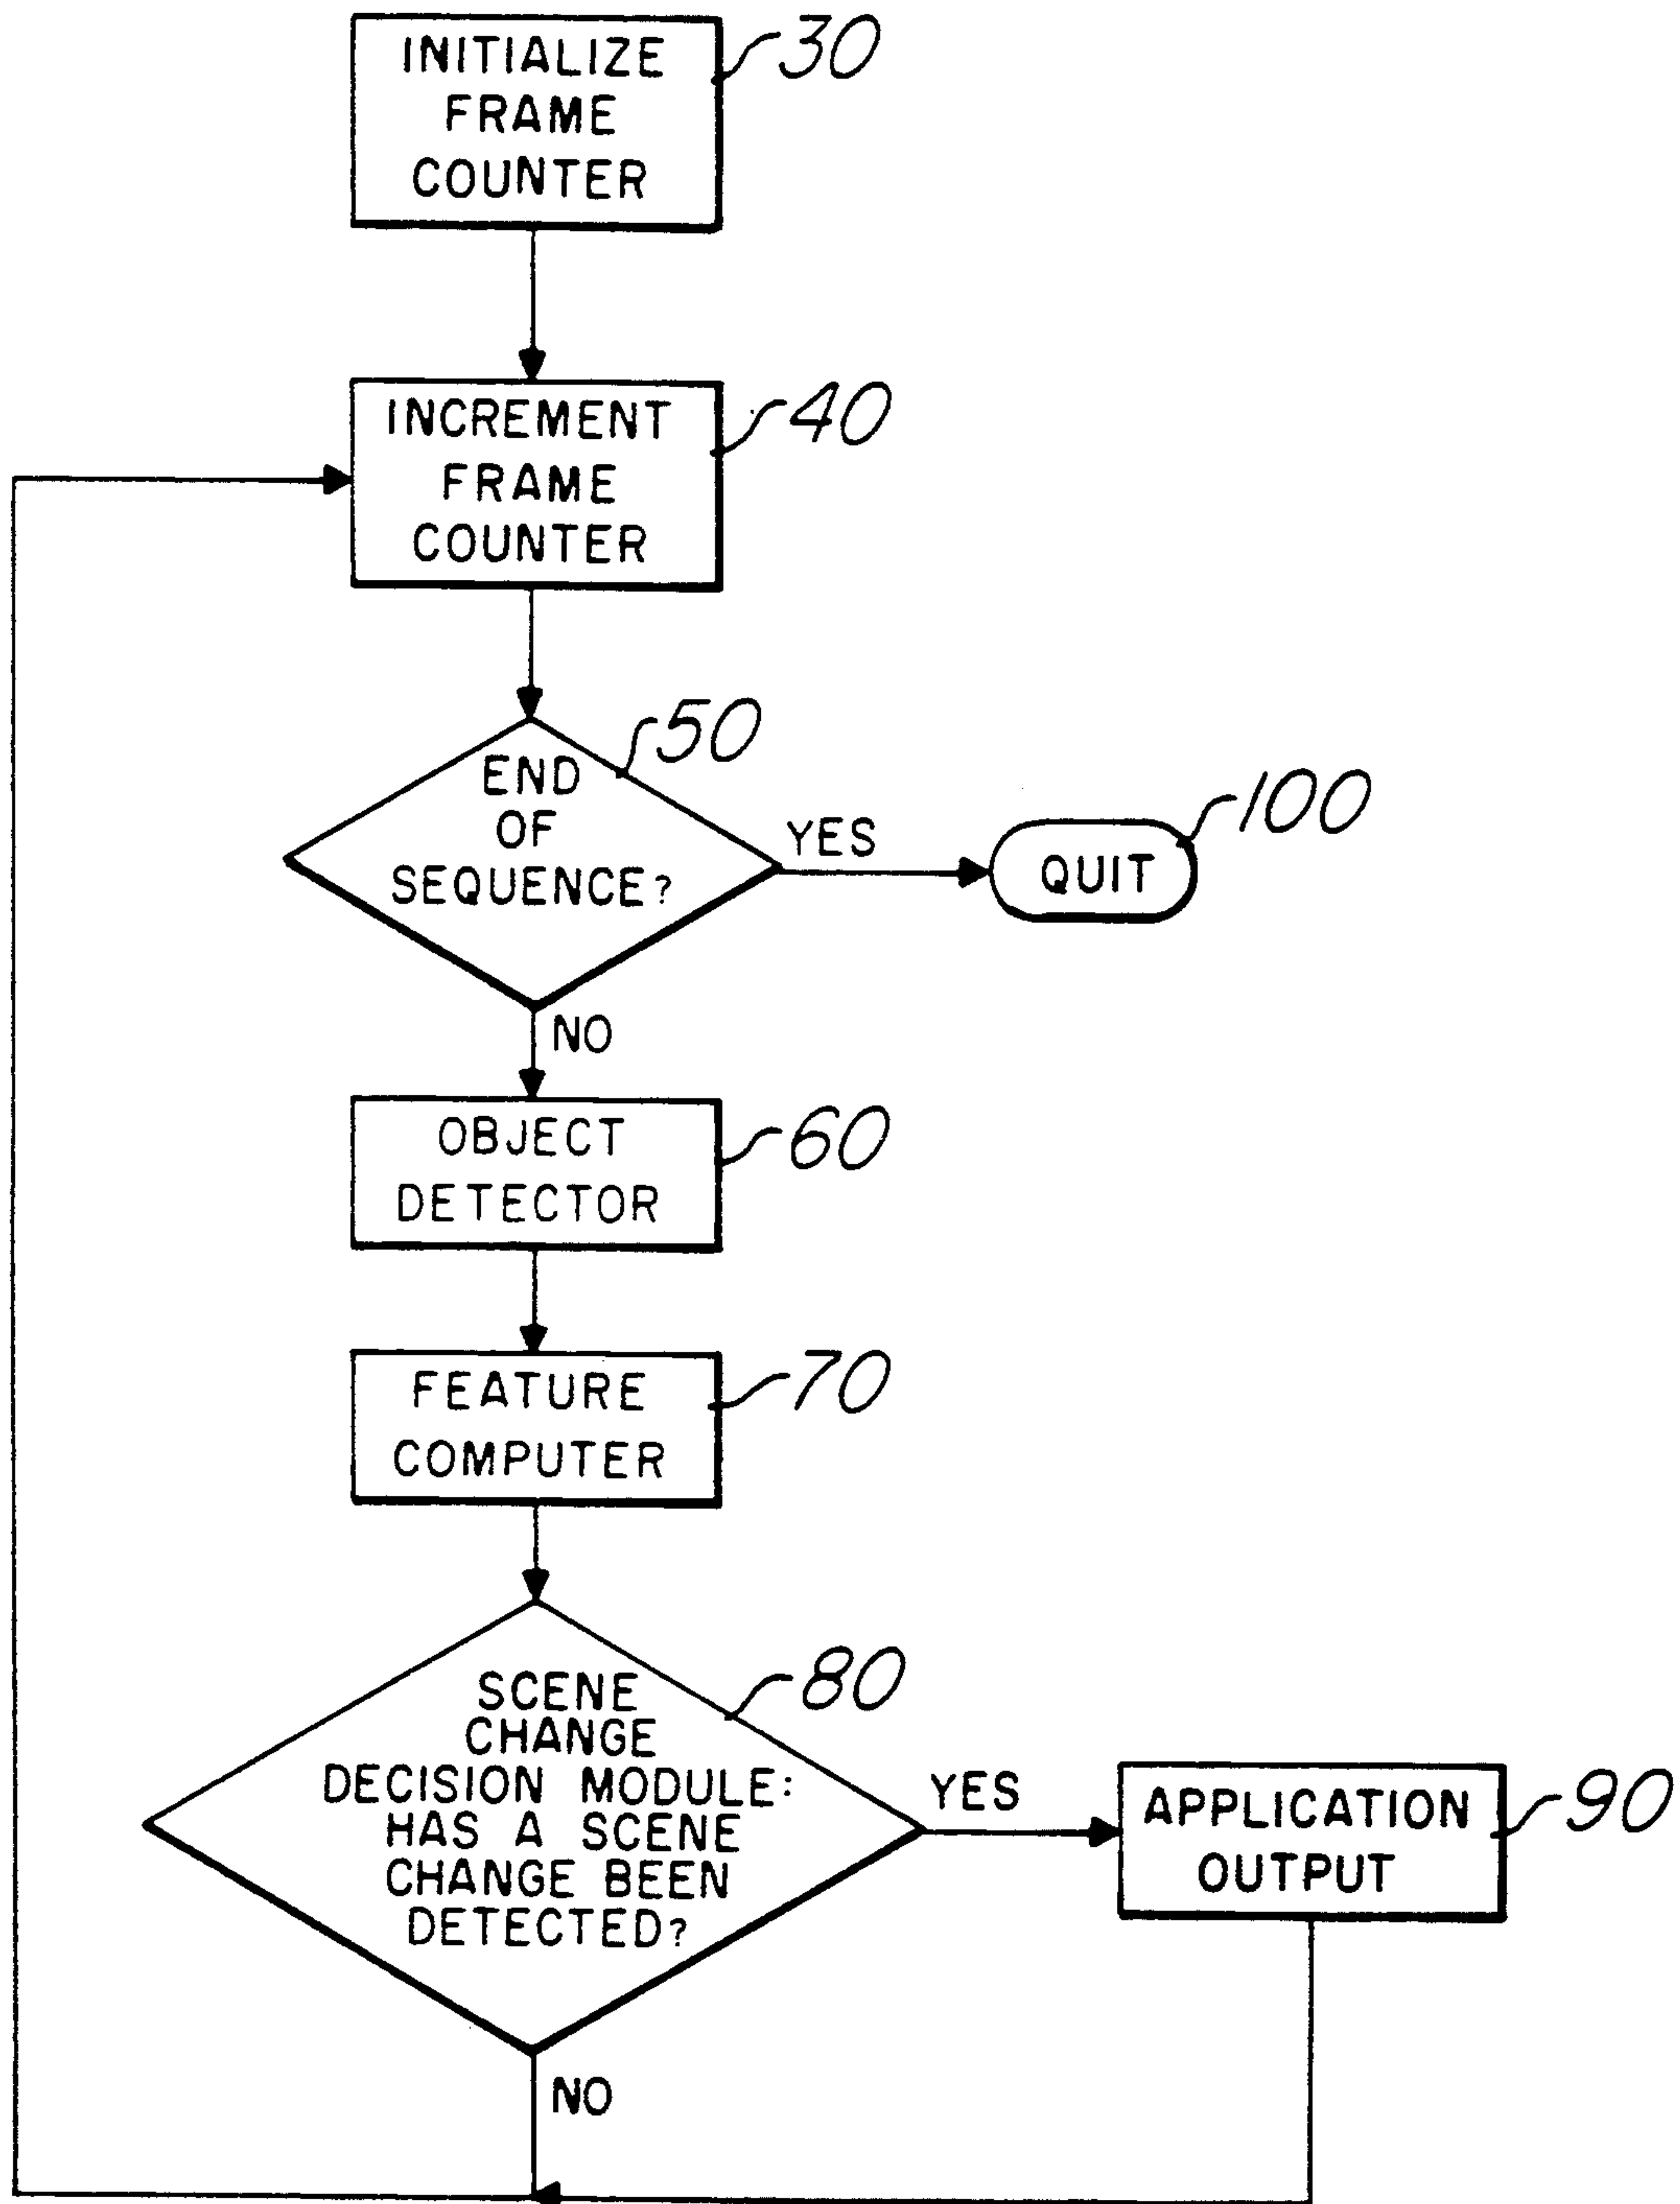 INITIALIZE
FRAME
COUNTER
30
INCREMENT
FRAME
COUNTER
40
END
OF
SEQUENCE?
50
YES
QUIT
100
NO
OBJECT
DETECTOR
60
FEATURE
COMPUTER
70
SCENE
CHANGE
DECISION MODULE:
HAS A SCENE
CHANGE BEEN
DETECTED?
80
YES
APPLICATION
OUTPUT
90
NO